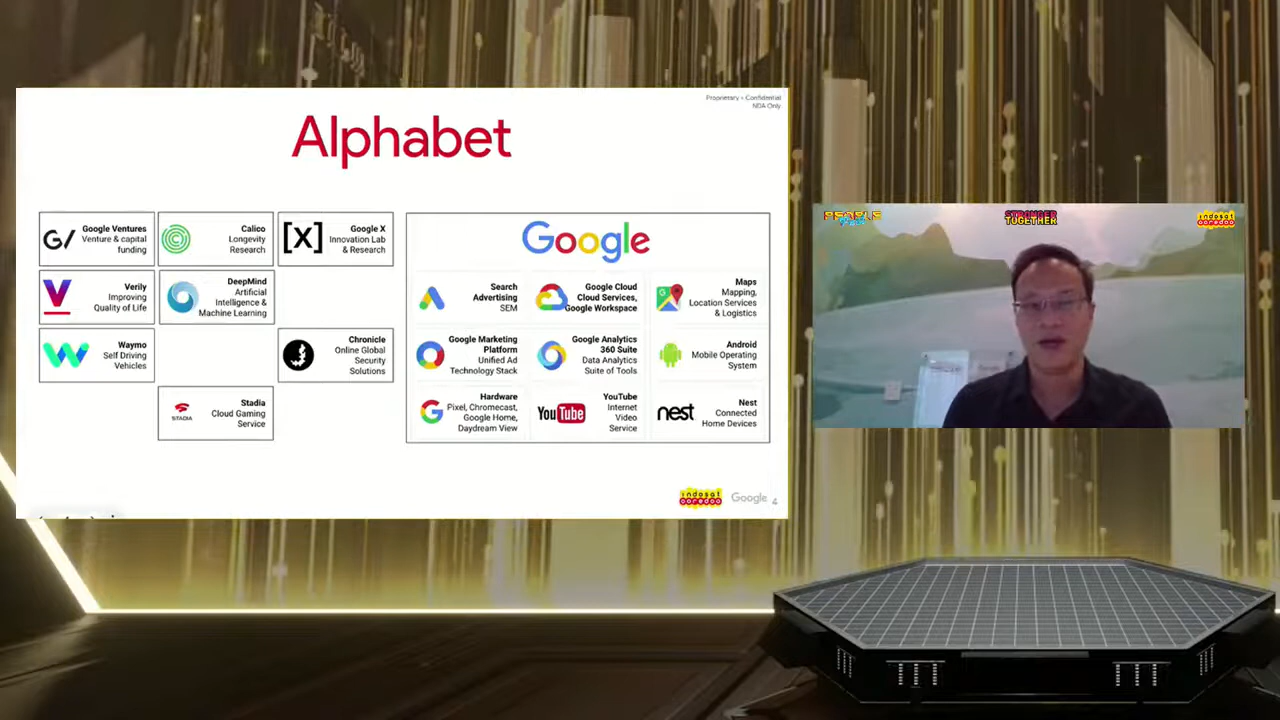 Proprietary + Confidential
NDA Only
Alphabet
G/
Google Ventures
Venture & capital
funding
Calico
Longevity
Research
[X]
Google X
Innovation Lab
& Research
Verily
Improving
Quality of Life
DeepMind
Artificial
Intelligence &
Machine Learning
Waymo
Self Driving
Vehicles
Chronicle
Online Global
Security
Solutions
STADIA
Stadia
Cloud Gaming
Service
Google
Search
Advertising
SEM
Google Cloud
Cloud Services,
Google Workspace
Maps
Mapping,
Location Services
& Logistics
Google Marketing
Platform
Unified Ad
Technology Stack
Google Analytics
360 Suite
Data Analytics
Suite of Tools
Android
Mobile Operating
System
Hardware
Pixel, Chromecast,
Google Home,
Daydream View
YouTube
YouTube
Internet
Video
Service
nest
Nest
Connected
Home Devices
indosat
ooredoo
Google
4
PEOPLE
STRONGER
TOGETHER
indosat
ooredoo